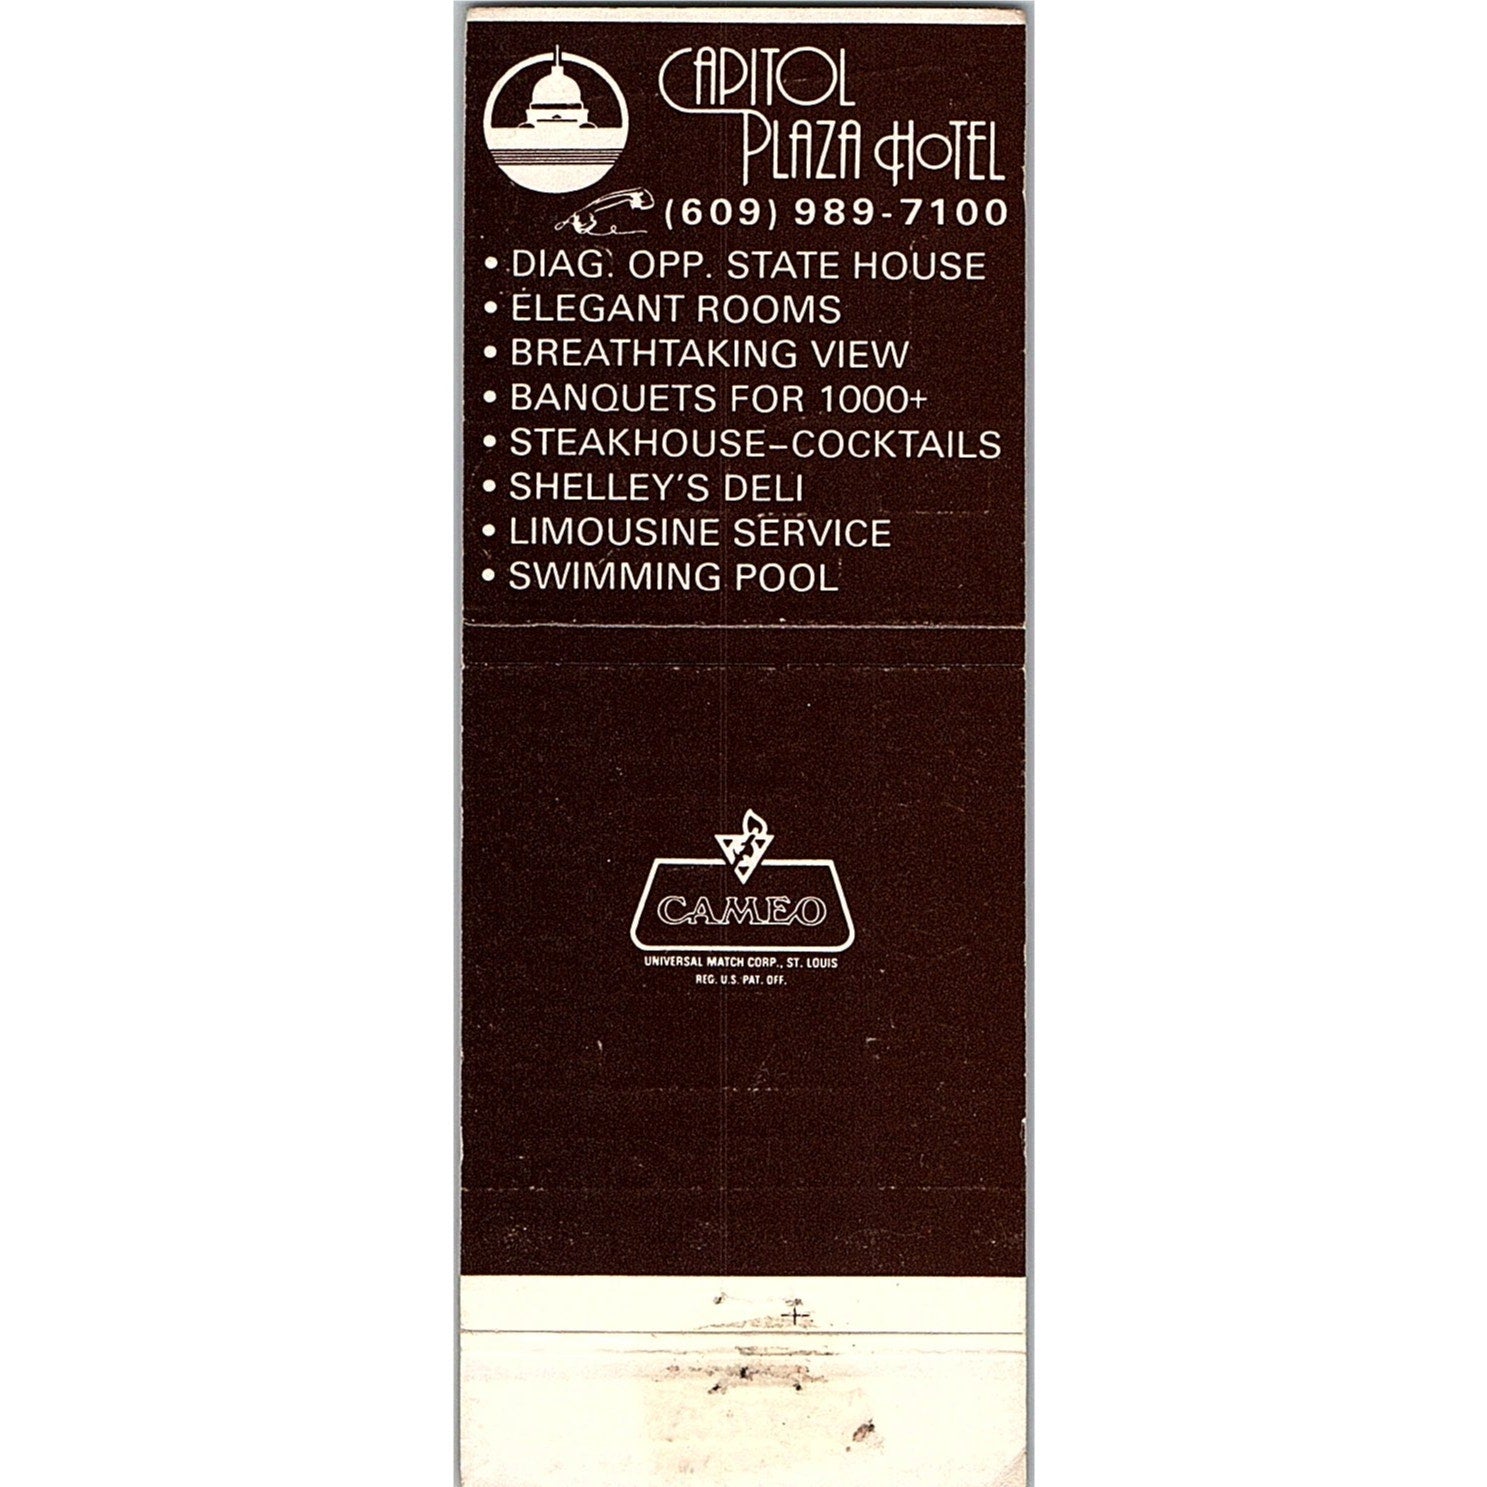 CAPITOL
PLAZA HOTEL
(609) 989-7100
• DIAG. OPP. STATE HOUSE
• ELEGANT ROOMS
• BREATHTAKING VIEW
• BANQUETS FOR 1000+
• STEAKHOUSE–COCKTAILS
• SHELLEY'S DELI
• LIMOUSINE SERVICE
• SWIMMING POOL
CAMEO
UNIVERSAL MATCH CORP., ST. LOUIS
REG. U.S. PAT. OFF.